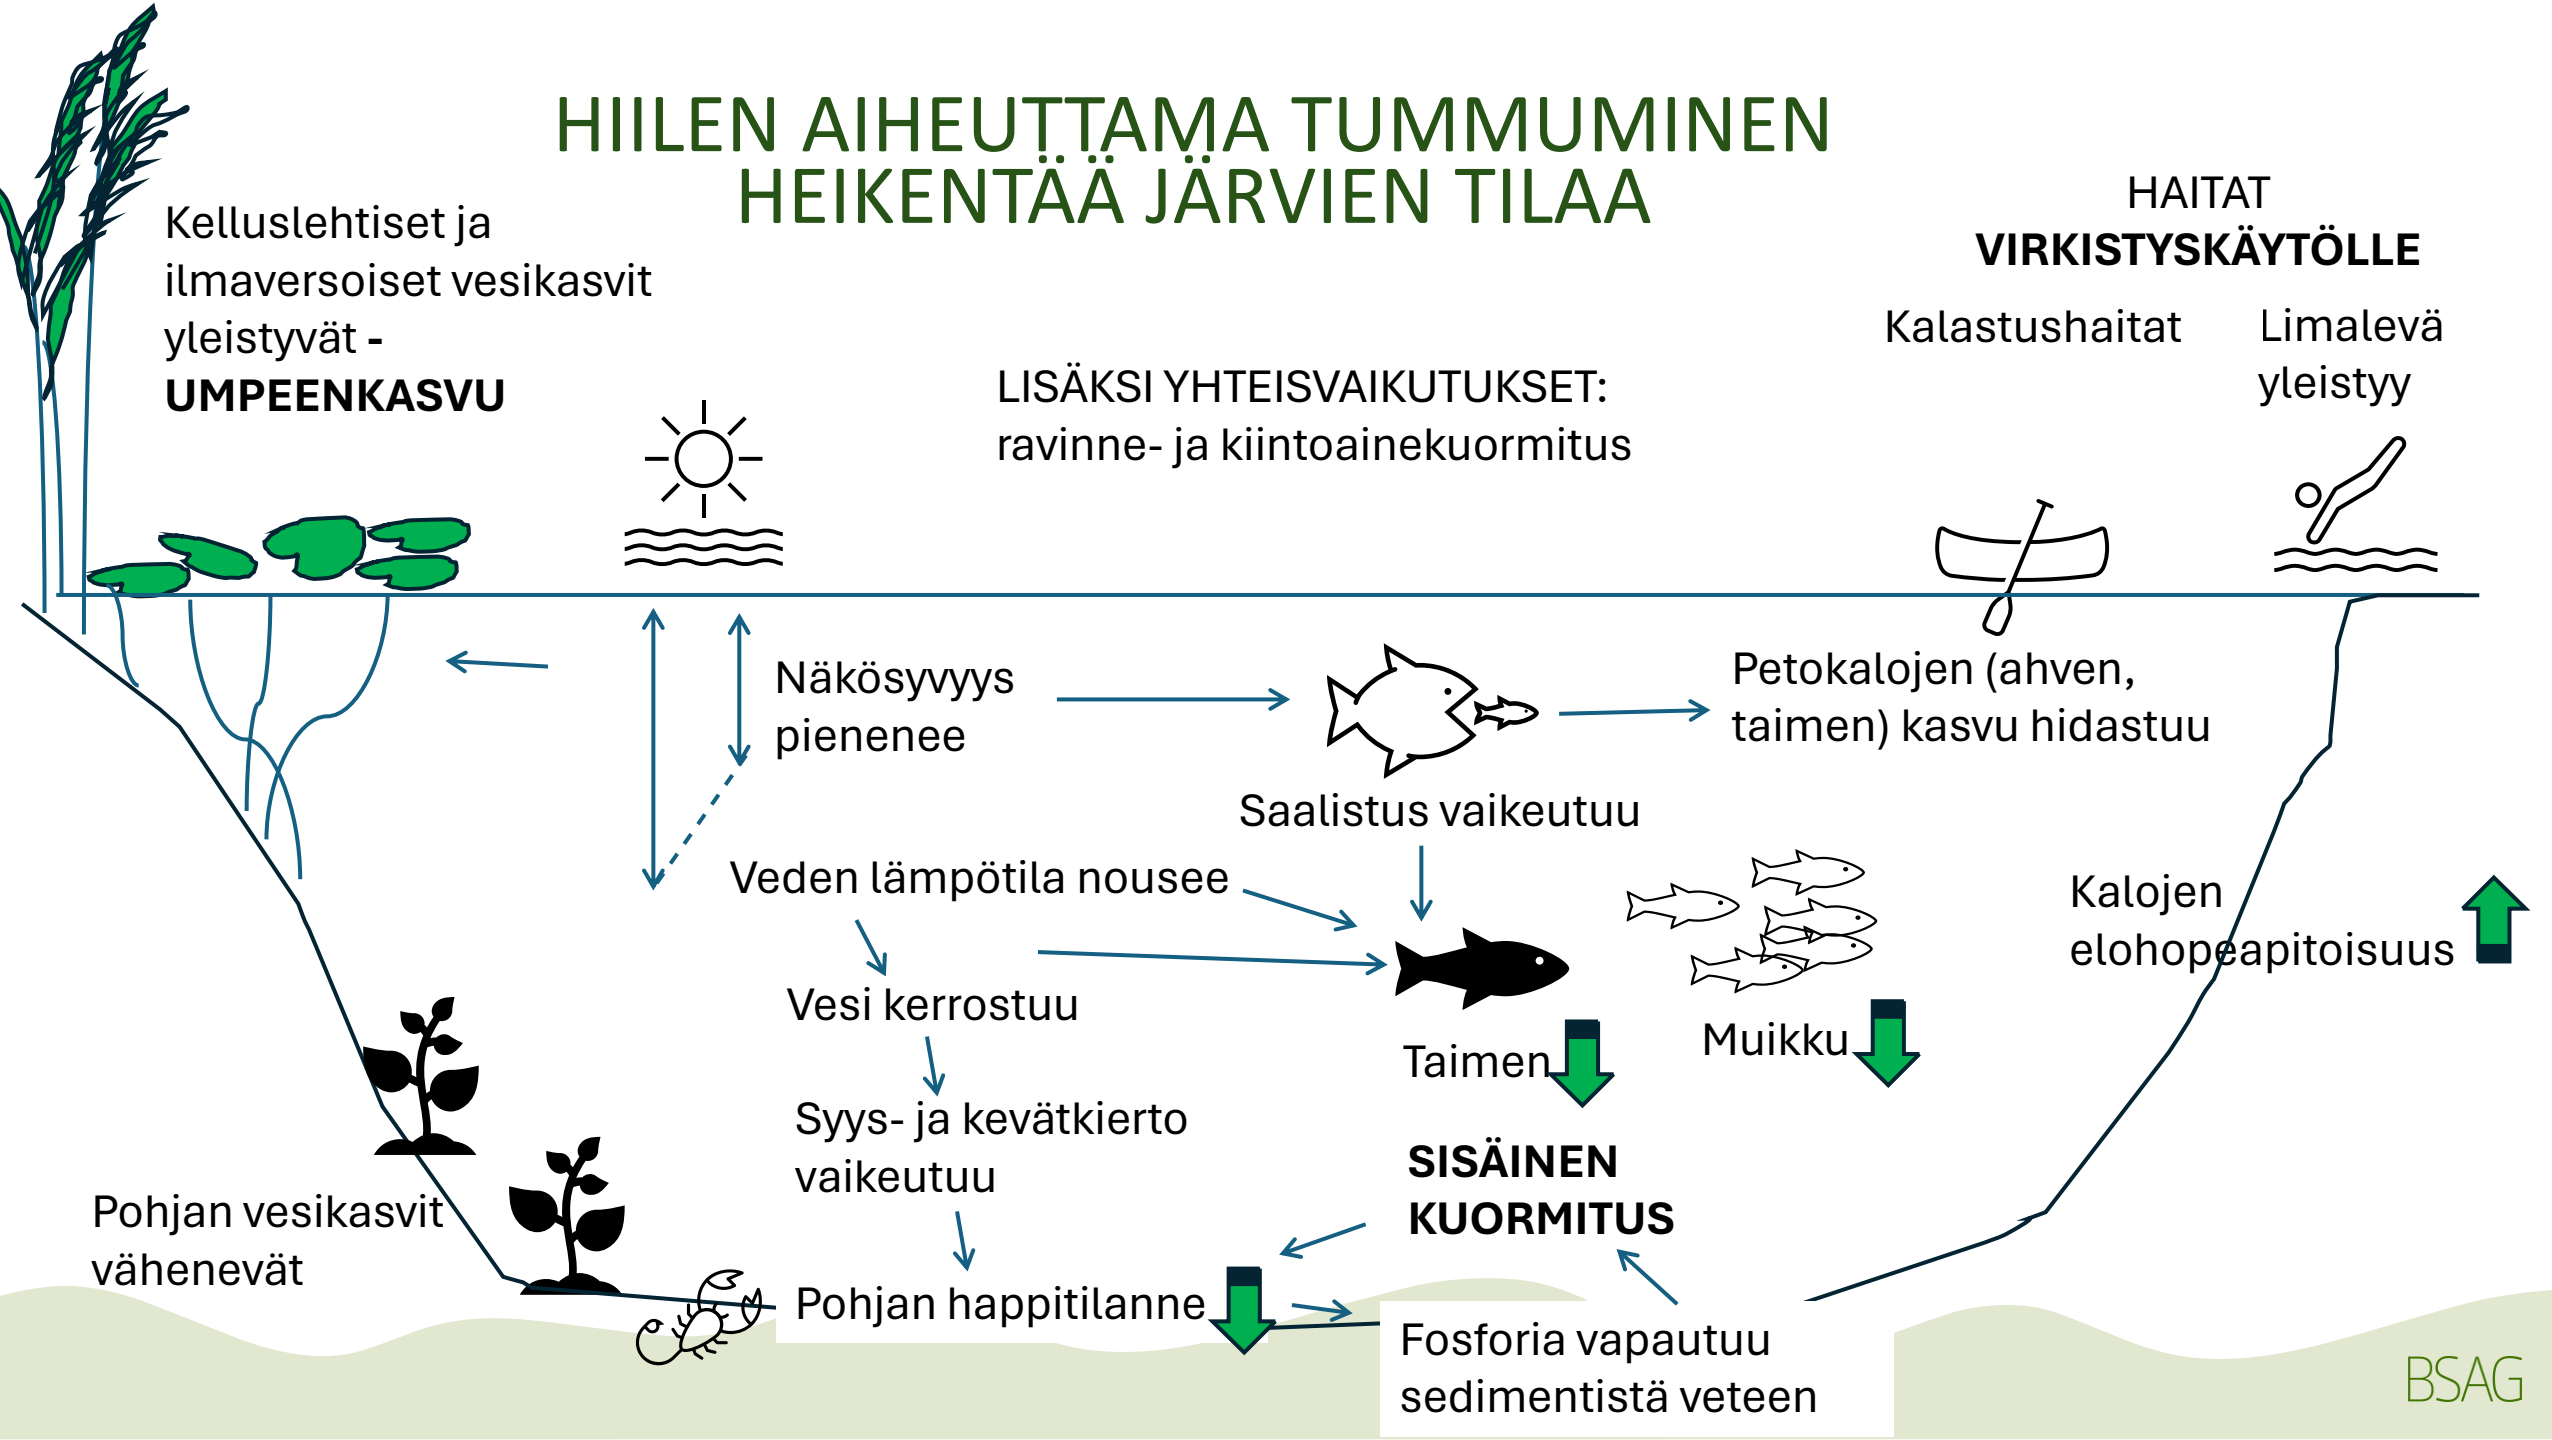 HIILEN AIHEUTTAMA TUMMUMINEN
HEIKENTÄÄ JÄRVIEN TILAA
Kelluslehtiset ja
ilmaversoiset vesikasvit
yleistyvät -
UMPEENKASVU
LISÄKSI YHTEISVAIKUTUKSET:
ravinne- ja kiintoainekuormitus
HAITAT
VIRKISTYSKÄYTÖLLE
Kalastushaitat
Limalevä
yleistyy
Näkösyvyys
pienenee
Saalistus vaikeutuu
Petokalojen (ahven,
taimen) kasvu hidastuu
Veden lämpötila nousee
Vesi kerrostuu
Syys- ja kevätkierto
vaikeutuu
Pohjan happitilanne
Taimen
Muikku
Kalojen
elohopeapitoisuus
SISÄINEN
KUORMITUS
Fosforia vapautuu
sedimentistä veteen
Pohjan vesikasvit
vähenevät
BSAG